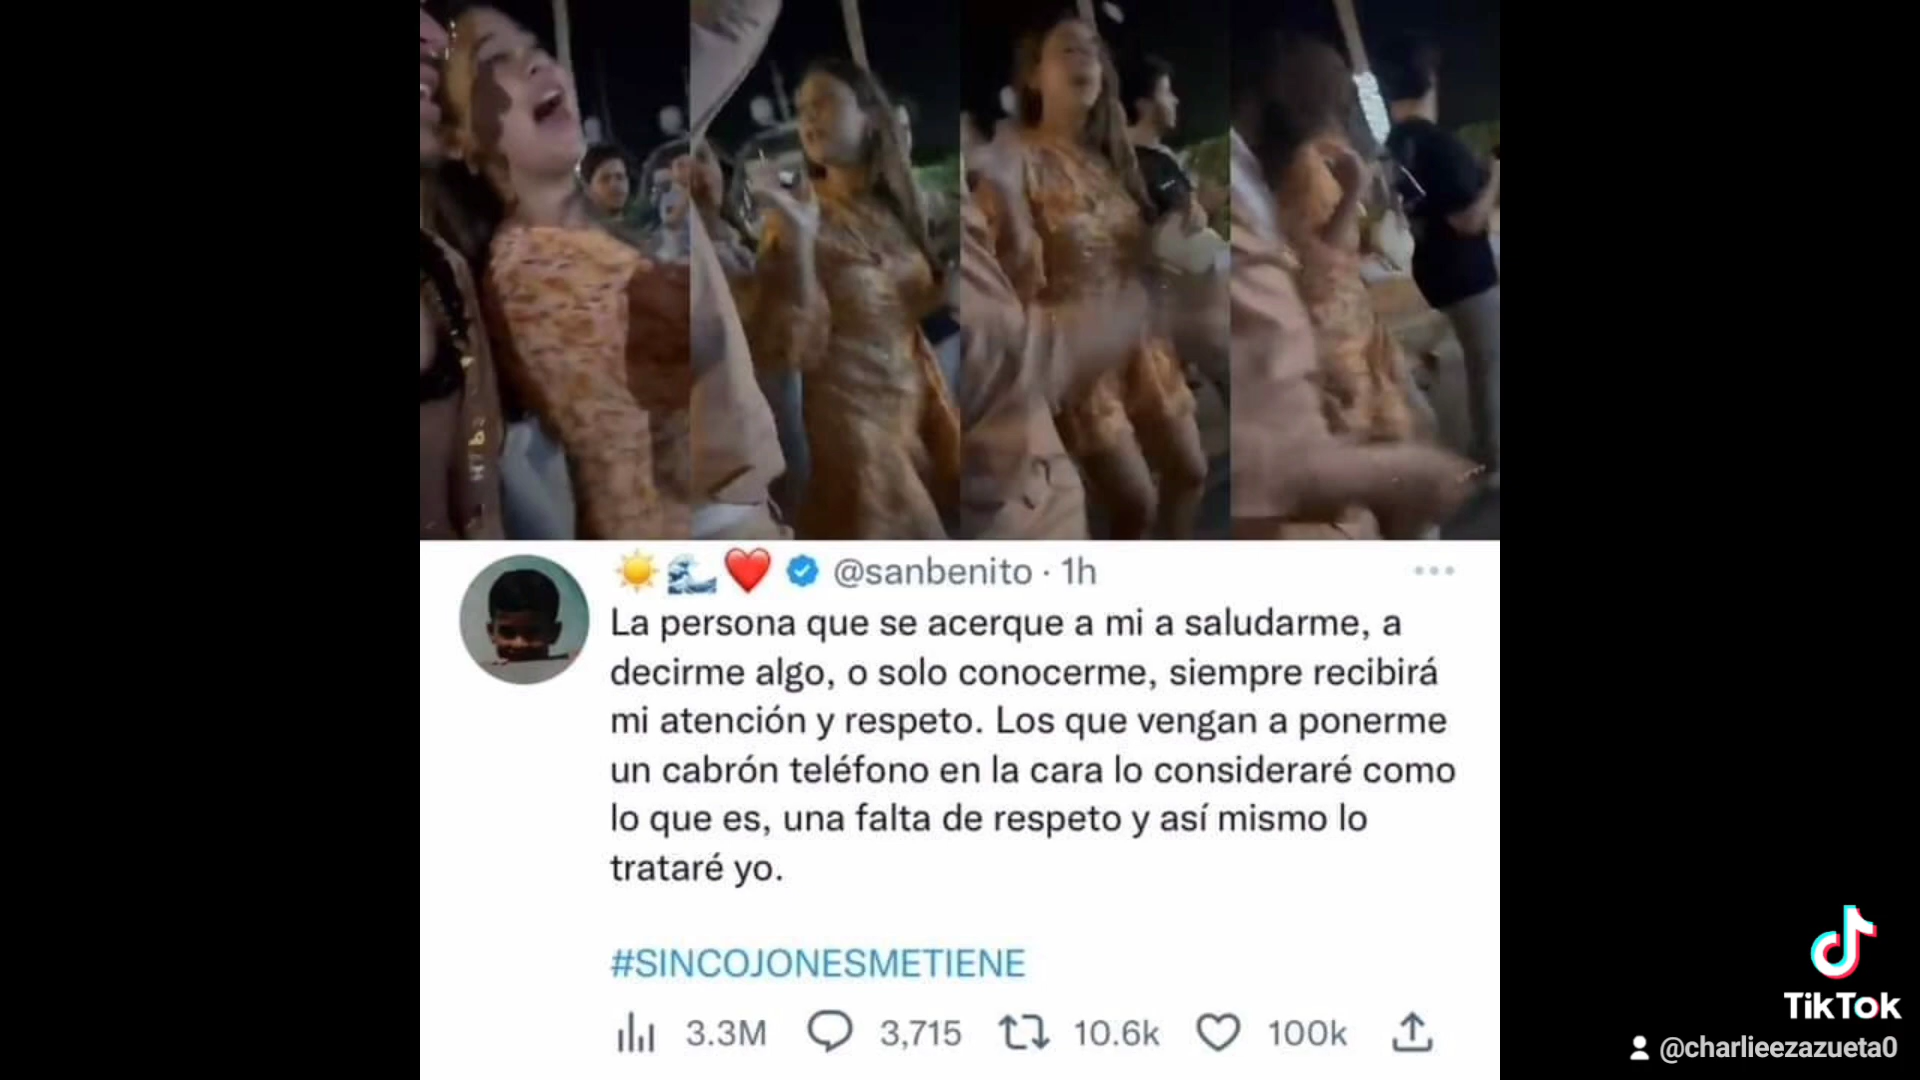 @sanbenito · 1h
La persona que se acerque a mi a saludarme, a
decirme algo, o solo conocerme, siempre recibirá
mi atención y respeto. Los que vengan a ponerme
un cabrón teléfono en la cara lo consideraré como
lo que es, una falta de respeto y así mismo lo
trataré yo.
#SINCOJONESMETIENE
3.3M 3,715 10.6k 100k
TikTok
@charlieezazueta0